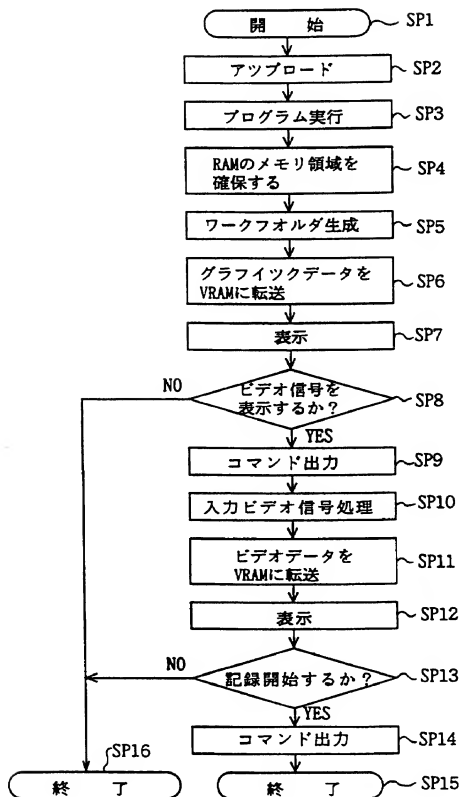 開 始 SP1
アツプロード SP2
プログラム実行 SP3
RAMのメモリ領域を
確保する SP4
ワークフオルダ生成 SP5
グラフイツクデータを
VRAMに転送 SP6
表示 SP7
NO
ビデオ信号を
表示するか? SP8
YES
コマンド出力 SP9
入力ビデオ信号処理 SP10
ビデオデータを
VRAMに転送 SP11
表示 SP12
NO
記録開始するか? SP13
YES
コマンド出力 SP14
SP16
終 了
終 了 SP15